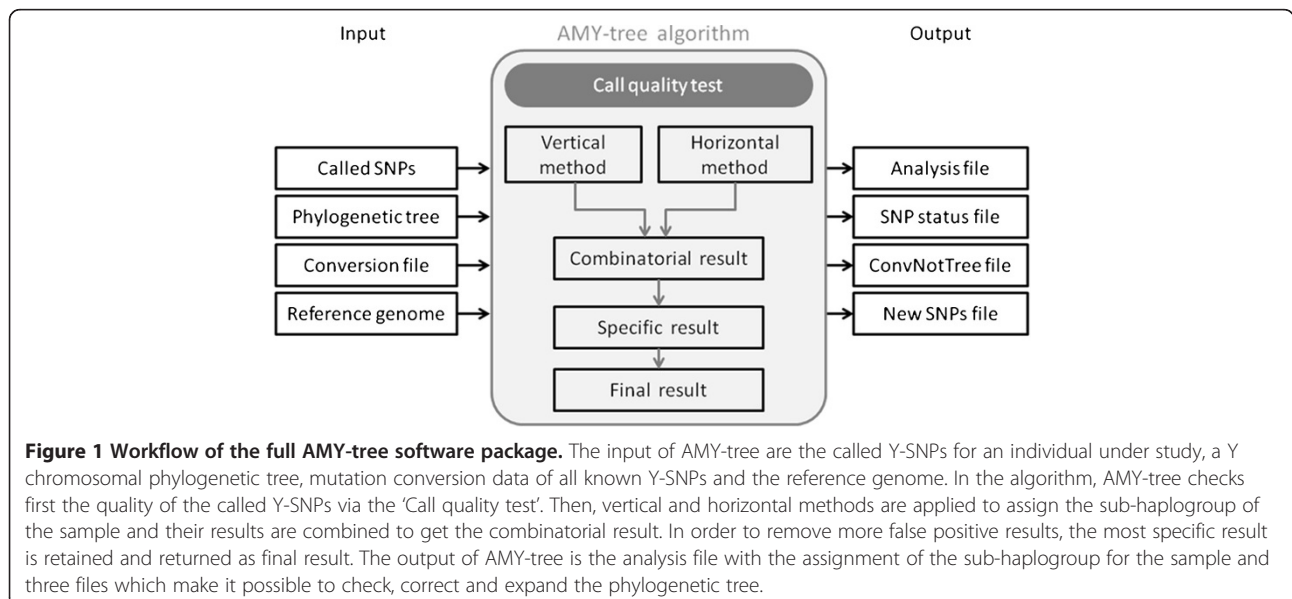 Input
AMY-tree algorithm
Output
Call quality test
Vertical
method
Horizontal
method
Called SNPs
Phylogenetic tree
Conversion file
Reference genome
Combinatorial result
Specific result
Final result
Analysis file
SNP status file
ConvNotTree file
New SNPs file
Figure 1 Workflow of the full AMY-tree software package. The input of AMY-tree are the called Y-SNPs for an individual under study, a Y
chromosomal phylogenetic tree, mutation conversion data of all known Y-SNPs and the reference genome. In the algorithm, AMY-tree checks
first the quality of the called Y-SNPs via the ‘Call quality test’. Then, vertical and horizontal methods are applied to assign the sub-haplogroup of
the sample and their results are combined to get the combinatorial result. In order to remove more false positive results, the most specific result
is retained and returned as final result. The output of AMY-tree is the analysis file with the assignment of the sub-haplogroup for the sample and
three files which make it possible to check, correct and expand the phylogenetic tree.